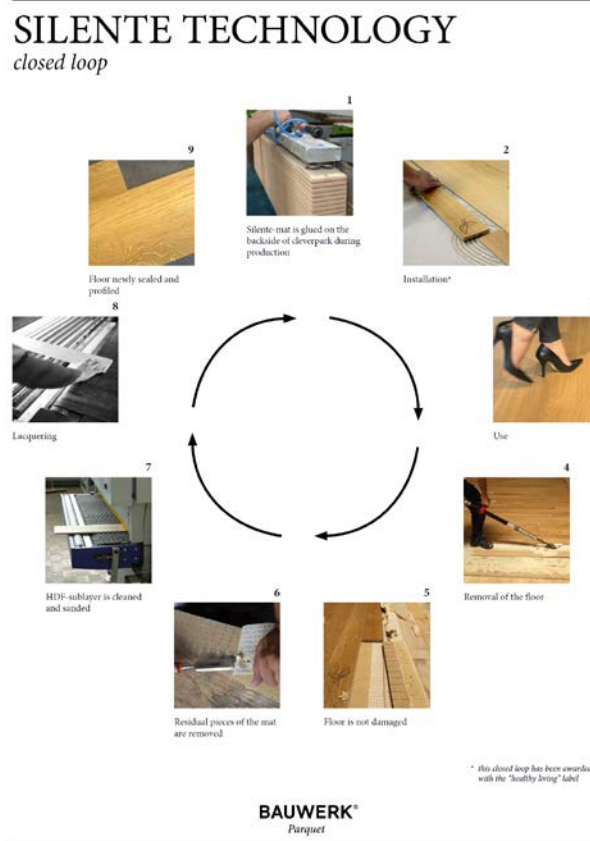 SILENTE TECHNOLOGY
closed loop
1
Silente-mat is glued on the
backside of cleverpark during
production
2
Installation*
Use
4
Removal of the floor
5
Floor is not damaged
6
Residual pieces of the mat
are removed
7
HDF-sublayer is cleaned
and sanded
8
Lacquering
9
Floor newly sealed and
profiled
* this closed loop has been awarded
with the "healthy living" label
BAUWERK®
Parquet